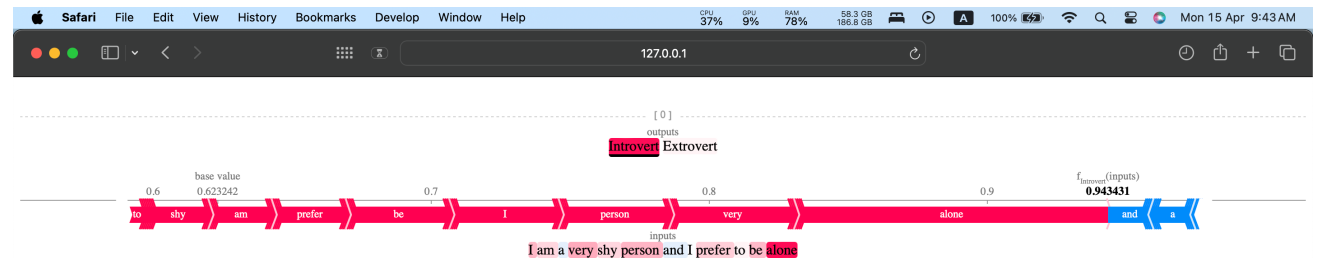 Safari File Edit View History Bookmarks Develop Window Help CPU 37% GPU 9% RAM 78% 58.3 GB 186.8 GB A 100% Mon 15 Apr 9:43 AM
127.0.0.1
[ 0 ]
outputs
Introvert Extrovert
base value f Introvert(inputs)
0.6 0.623242 0.7 0.8 0.9 0.943431
to shy am prefer be I person very alone and a
inputs
I am a very shy person and I prefer to be alone